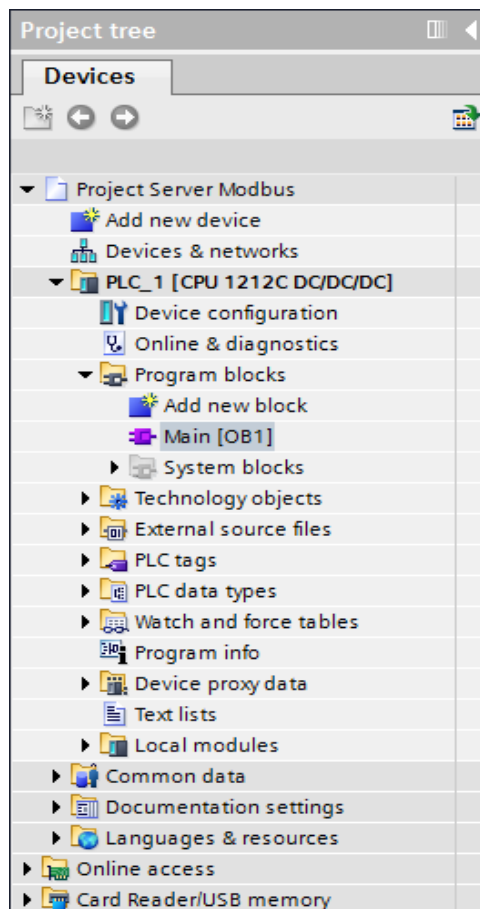 Project tree
Devices
Project Server Modbus
Add new device
Devices & networks
PLC_1 [CPU 1212C DC/DC/DC]
Device configuration
Online & diagnostics
Program blocks
Add new block
Main [OB1]
System blocks
Technology objects
External source files
PLC tags
PLC data types
Watch and force tables
Program info
Device proxy data
Text lists
Local modules
Common data
Documentation settings
Languages & resources
Online access
Card Reader/USB memory